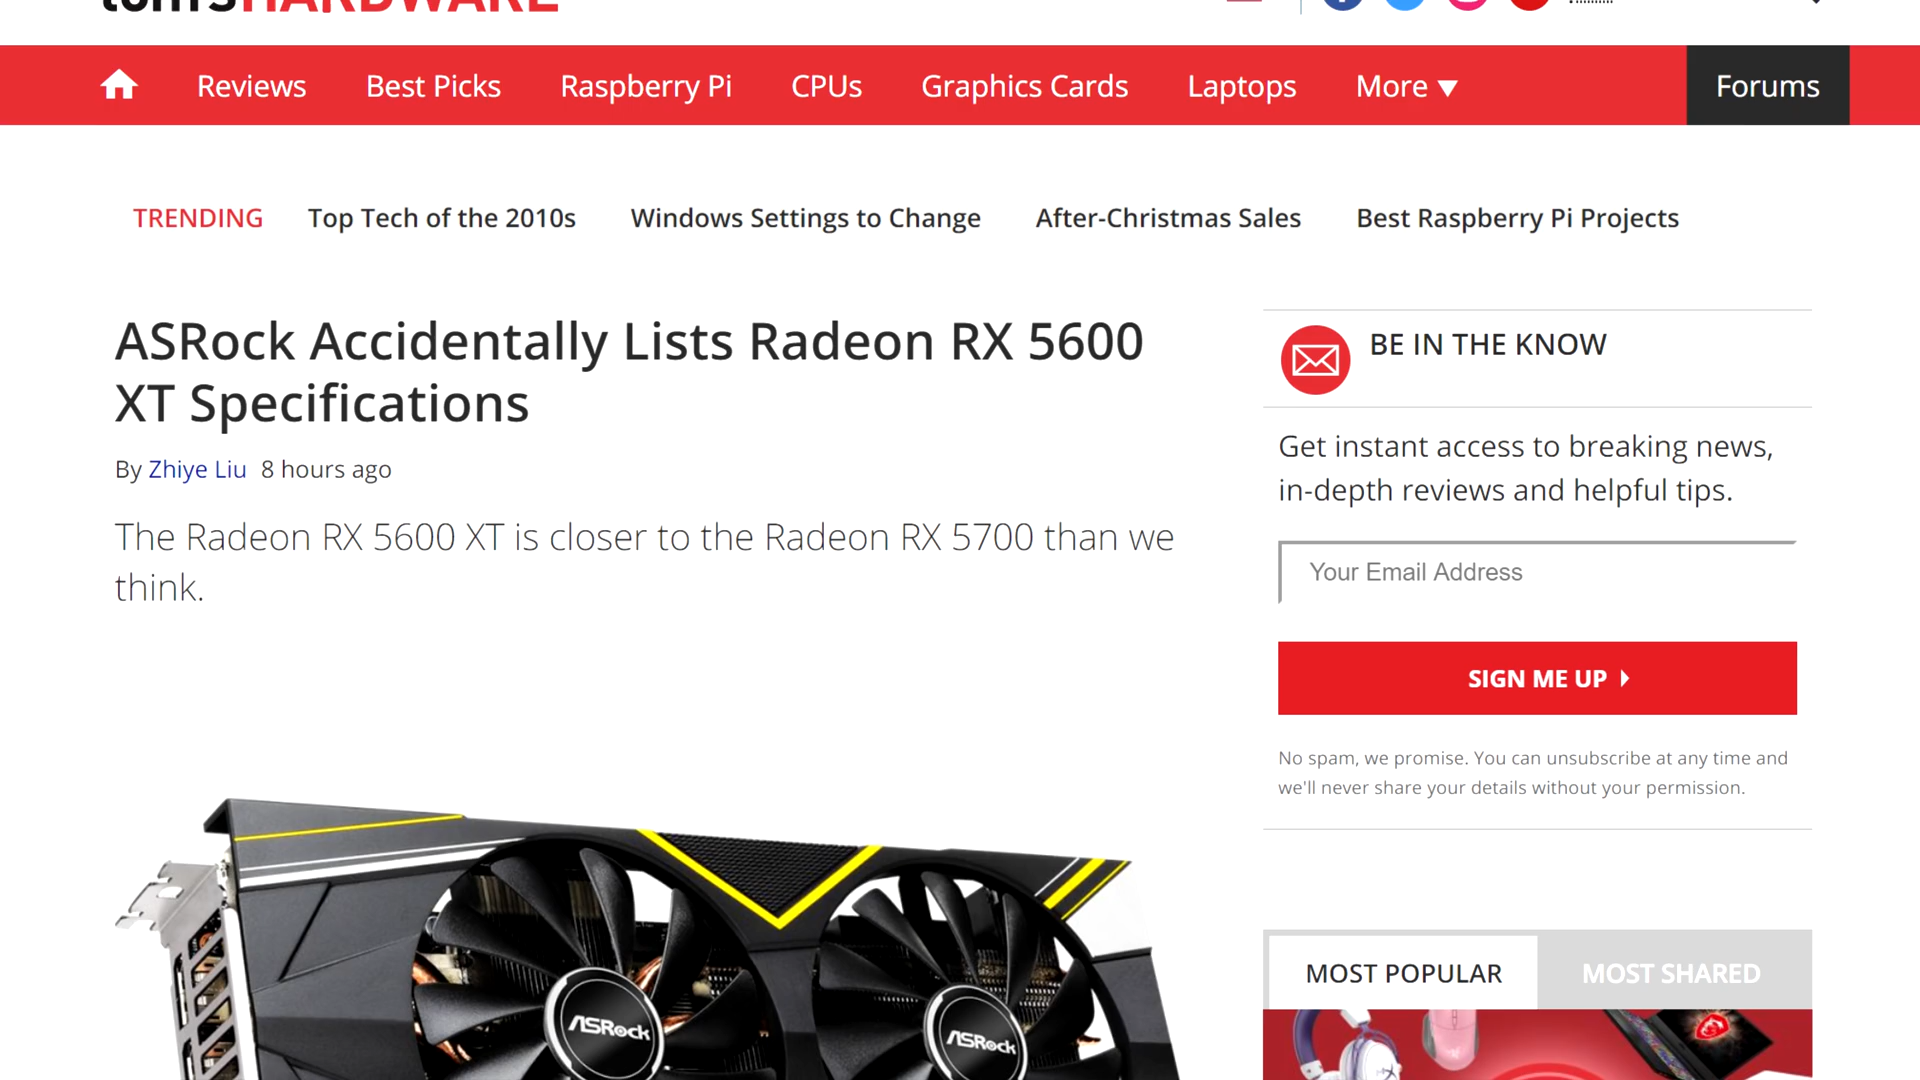 tom's HARDWARE
Reviews Best Picks Raspberry Pi CPUs Graphics Cards Laptops More Forums
TRENDING Top Tech of the 2010s Windows Settings to Change After-Christmas Sales Best Raspberry Pi Projects
ASRock Accidentally Lists Radeon RX 5600
XT Specifications
By Zhiye Liu 8 hours ago
The Radeon RX 5600 XT is closer to the Radeon RX 5700 than we
think.
ASRock
ASRock
BE IN THE KNOW
Get instant access to breaking news,
in-depth reviews and helpful tips.
Your Email Address
SIGN ME UP
No spam, we promise. You can unsubscribe at any time and
we'll never share your details without your permission.
MOST POPULAR MOST SHARED